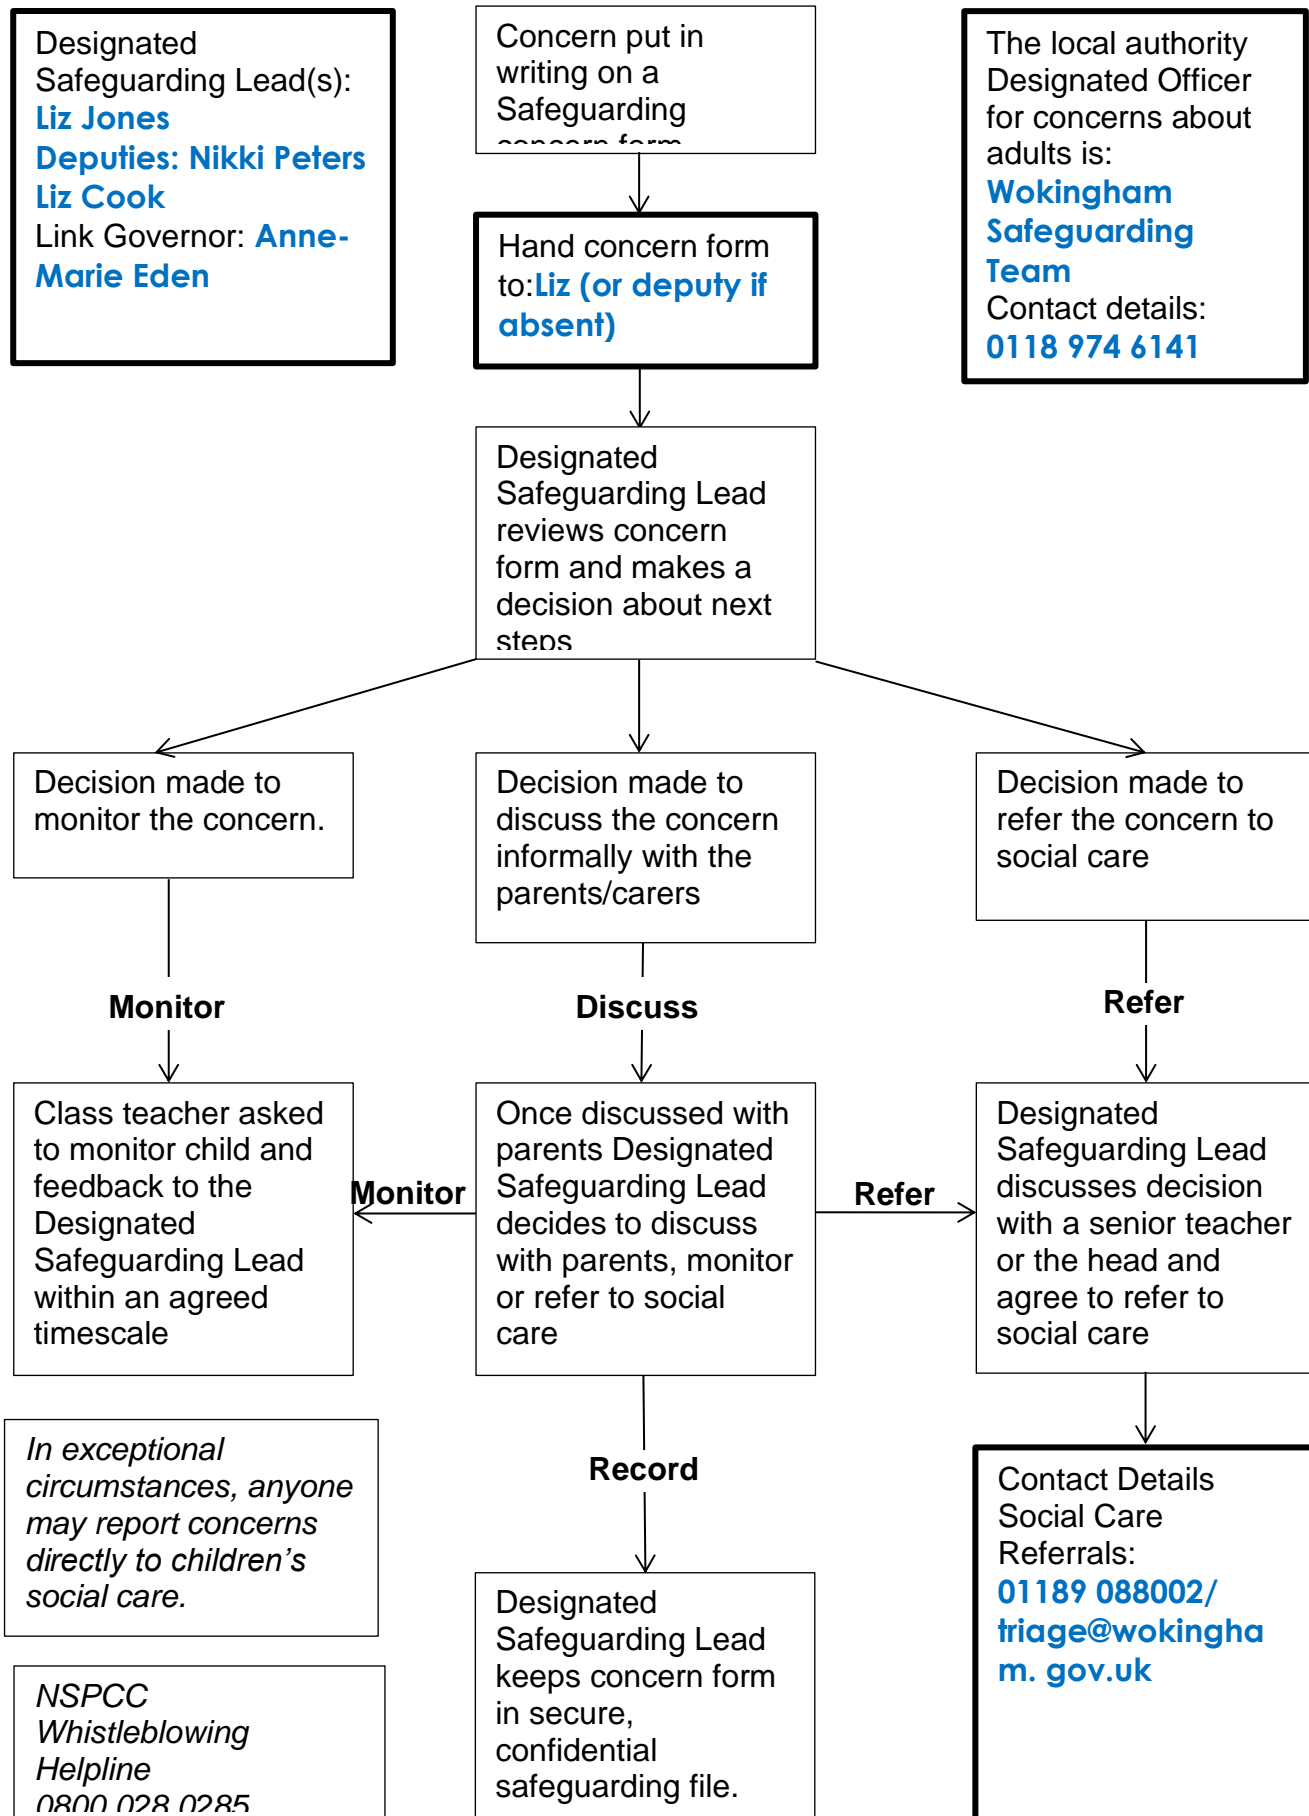 Designated
Safeguarding Lead(s):
Liz Jones
Deputies: Nikki Peters
Liz Cook
Link Governor: Anne-
Marie Eden
Concern put in
writing on a
Safeguarding
concern form
The local authority
Designated Officer
for concerns about
adults is:
Wokingham
Safeguarding
Team
Contact details:
0118 974 6141
Hand concern form
to:Liz (or deputy if
absent)
Designated
Safeguarding Lead
reviews concern
form and makes a
decision about next
steps
Decision made to
monitor the concern.
Decision made to
discuss the concern
informally with the
parents/carers
Decision made to
refer the concern to
social care
Monitor
Discuss
Refer
Class teacher asked
to monitor child and
feedback to the
Designated
Safeguarding Lead
within an agreed
timescale
Monitor
Once discussed with
parents Designated
Safeguarding Lead
decides to discuss
with parents, monitor
or refer to social
care
Refer
Designated
Safeguarding Lead
discusses decision
with a senior teacher
or the head and
agree to refer to
social care
In exceptional
circumstances, anyone
may report concerns
directly to children’s
social care.
Record
Contact Details
Social Care
Referrals:
01189 088002/
triage@wokingha
m. gov.uk
NSPCC
Whistleblowing
Helpline
0800 028 0285
Designated
Safeguarding Lead
keeps concern form
in secure,
confidential
safeguarding file.